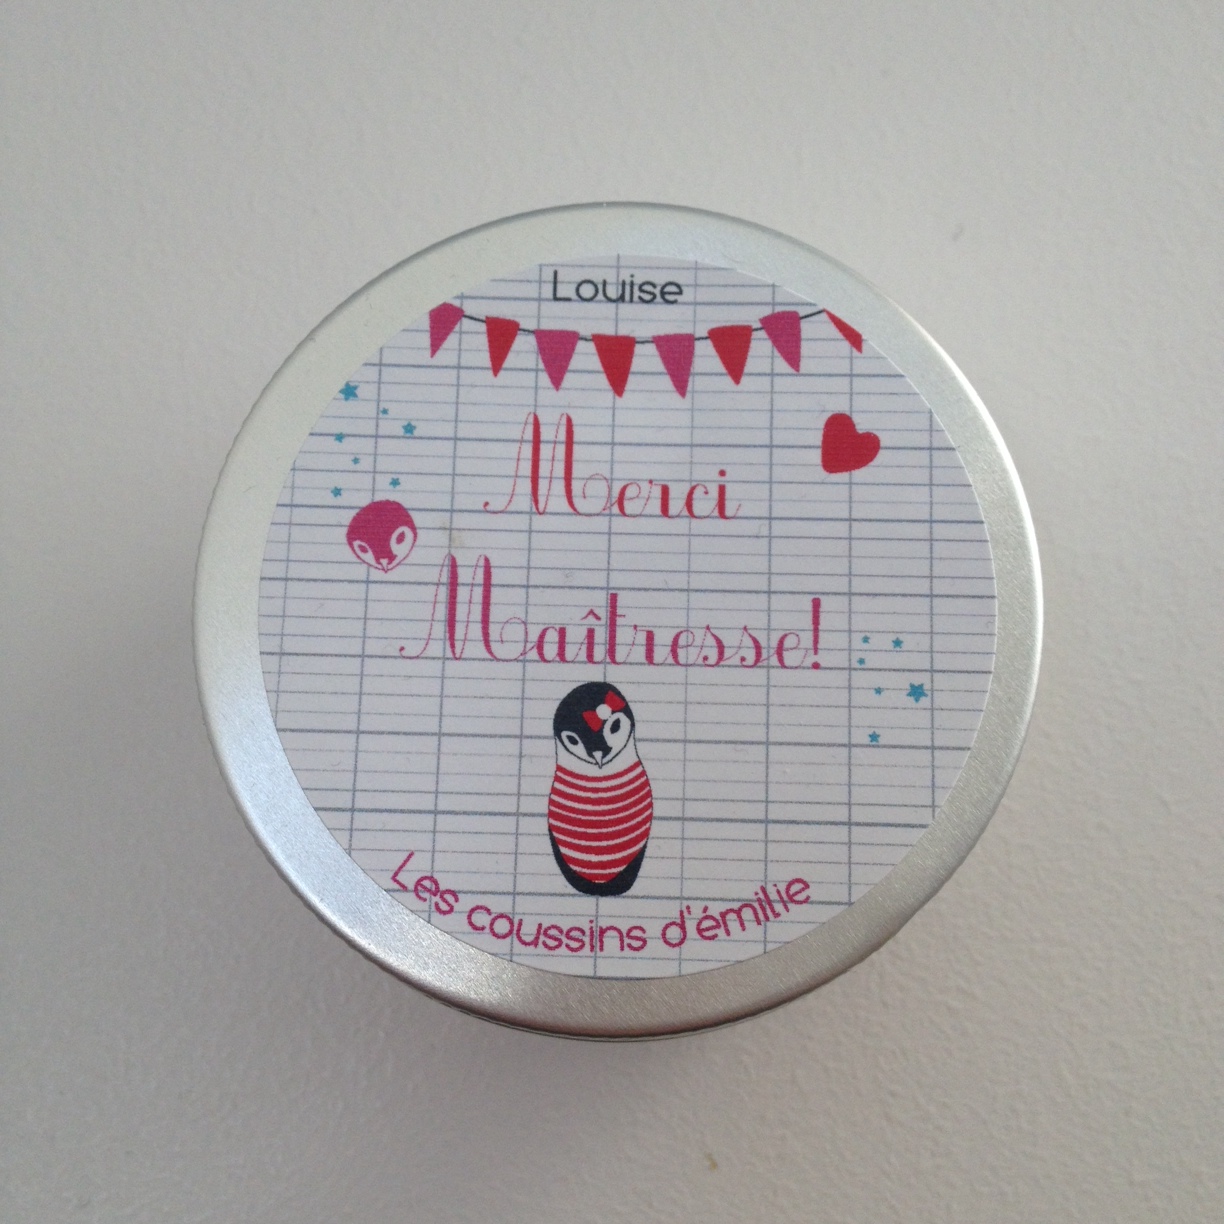 Louise
Merci
Maîtresse!
Les coussins d'émilie